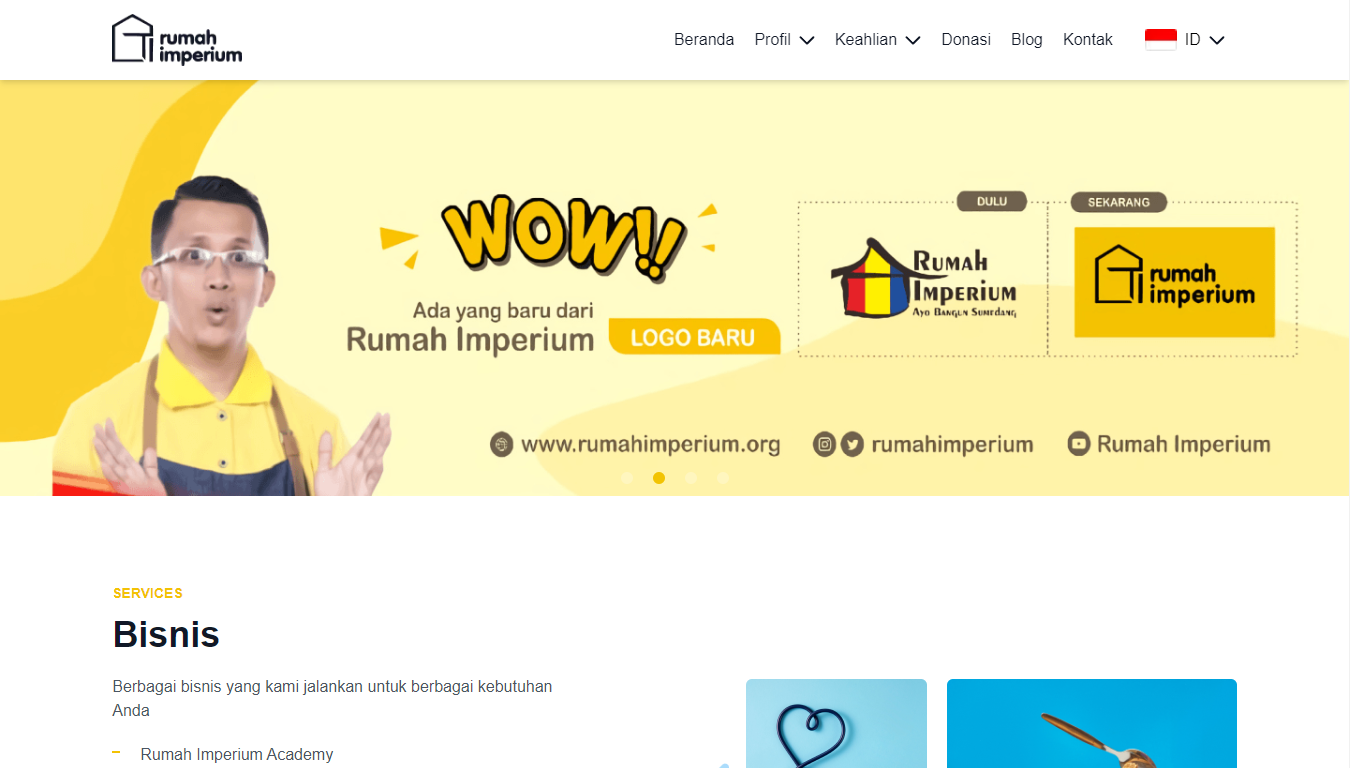 rumah
imperium
Beranda Profil Keahlian Donasi Blog Kontak ID
WOW!!
Ada yang baru dari
Rumah Imperium
LOGO BARU
DULU
SEKARANG
RUMAH
IMPERIUM
AYO BANGUN SUMEDANG
rumah
imperium
www.rumahimperium.org rumahimperium Rumah Imperium
SERVICES
Bisnis
Berbagai bisnis yang kami jalankan untuk berbagai kebutuhan
Anda
Rumah Imperium Academy